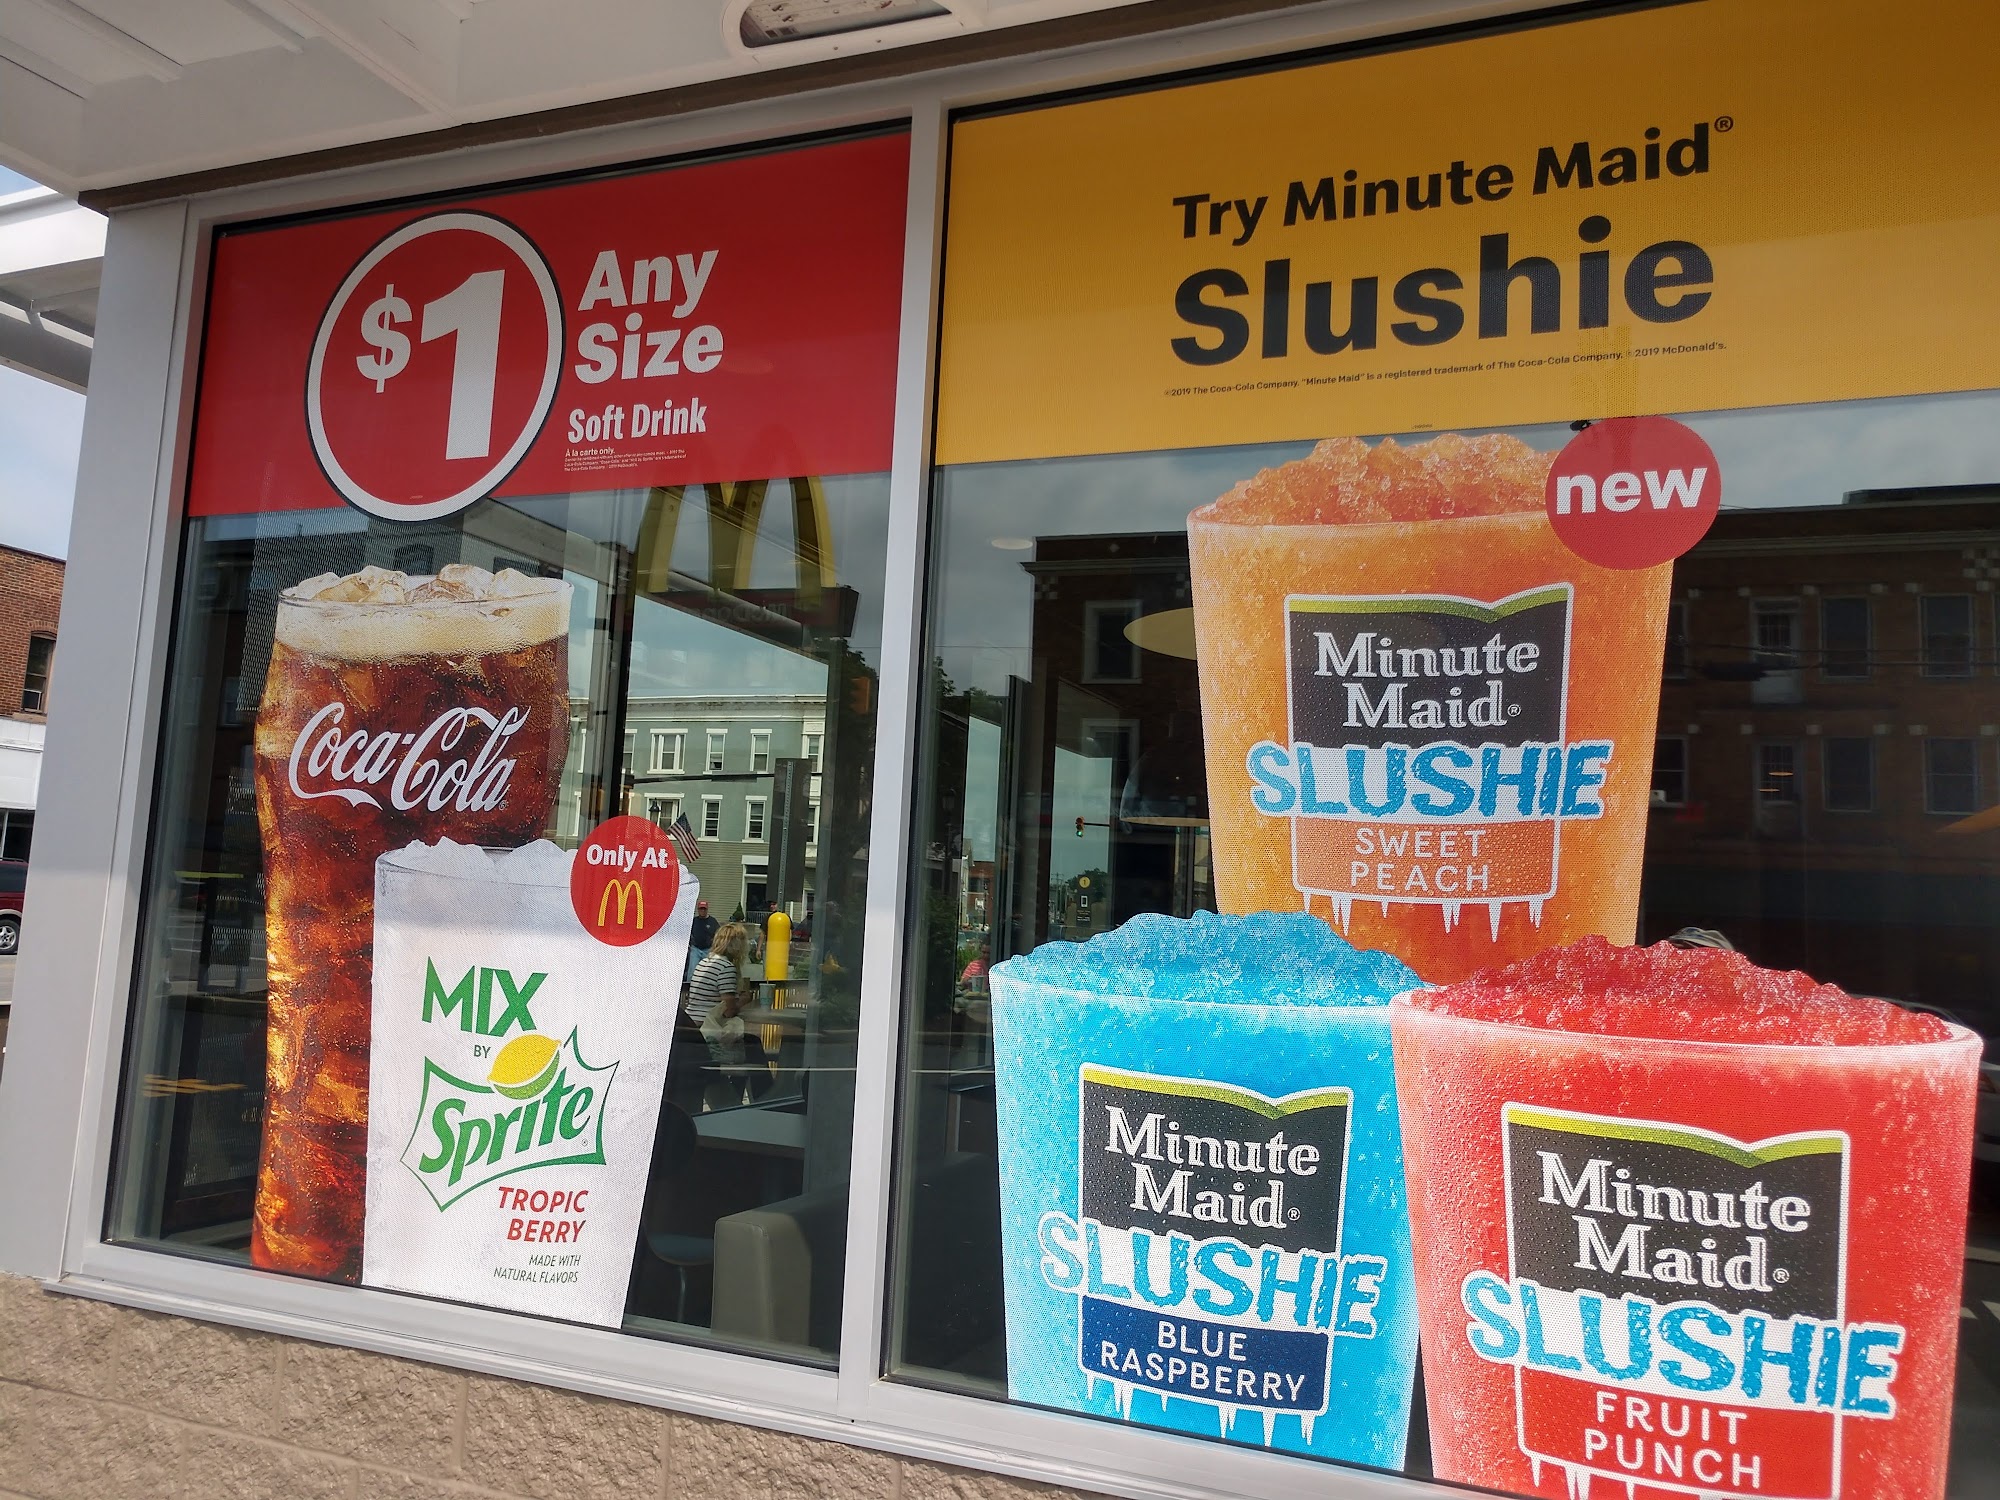 $1
Any
Size
Soft Drink
À la carte only.
Try Minute Maid®
Slushie
©2019 The Coca-Cola Company. "Minute Maid" is a registered trademark of The Coca-Cola Company. ©2019 McDonald's.
new
Coca-Cola
Only At
MIX
BY
Sprite
TROPIC
BERRY
MADE WITH
NATURAL FLAVORS
Minute
Maid®
SLUSHIE
SWEET
PEACH
Minute
Maid®
SLUSHIE
BLUE
RASPBERRY
Minute
Maid®
SLUSHIE
FRUIT
PUNCH